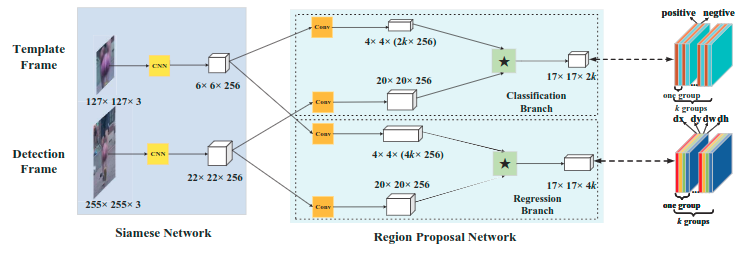 Template
Frame
127× 127× 3
CNN
6× 6× 256
Detection
Frame
255× 255× 3
CNN
22× 22× 256
Siamese Network
Conv
4× 4× (2k× 256)
20× 20× 256
Conv
★
17× 17× 2k
Classification
Branch
Conv
4× 4× (4k× 256)
20× 20× 256
Conv
★
17× 17× 4k
Regression
Branch
Region Proposal Network
positive negtive
...
one group
k groups
dx dy dw dh
...
one group
k groups